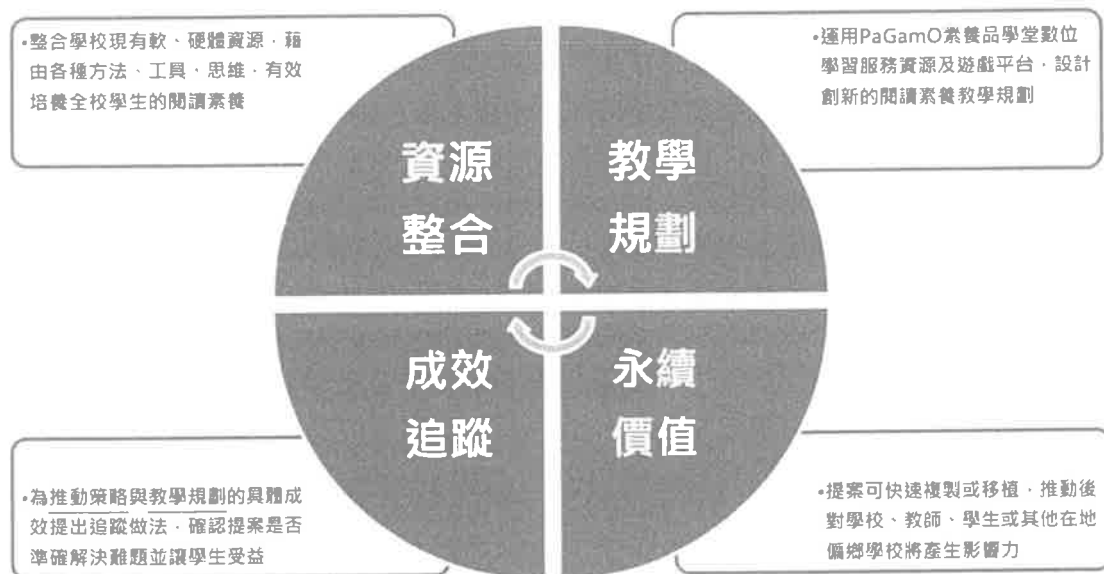 •整合學校現有軟、硬體資源，藉
由各種方法、工具、思維，有效
培養全校學生的閱讀素養
•運用PaGamO素養品學堂數位
學習服務資源及遊戲平台，設計
創新的閱讀素養教學規劃
資源
整合
教學
規劃
成效
追蹤
永續
價值
•為推動策略與教學規劃的具體成
效提出追蹤做法，確認提案是否
準確解決難題並讓學生受益
•提案可快速複製或移植，推動後
對學校、教師、學生或其他在地
偏鄉學校將產生影響力